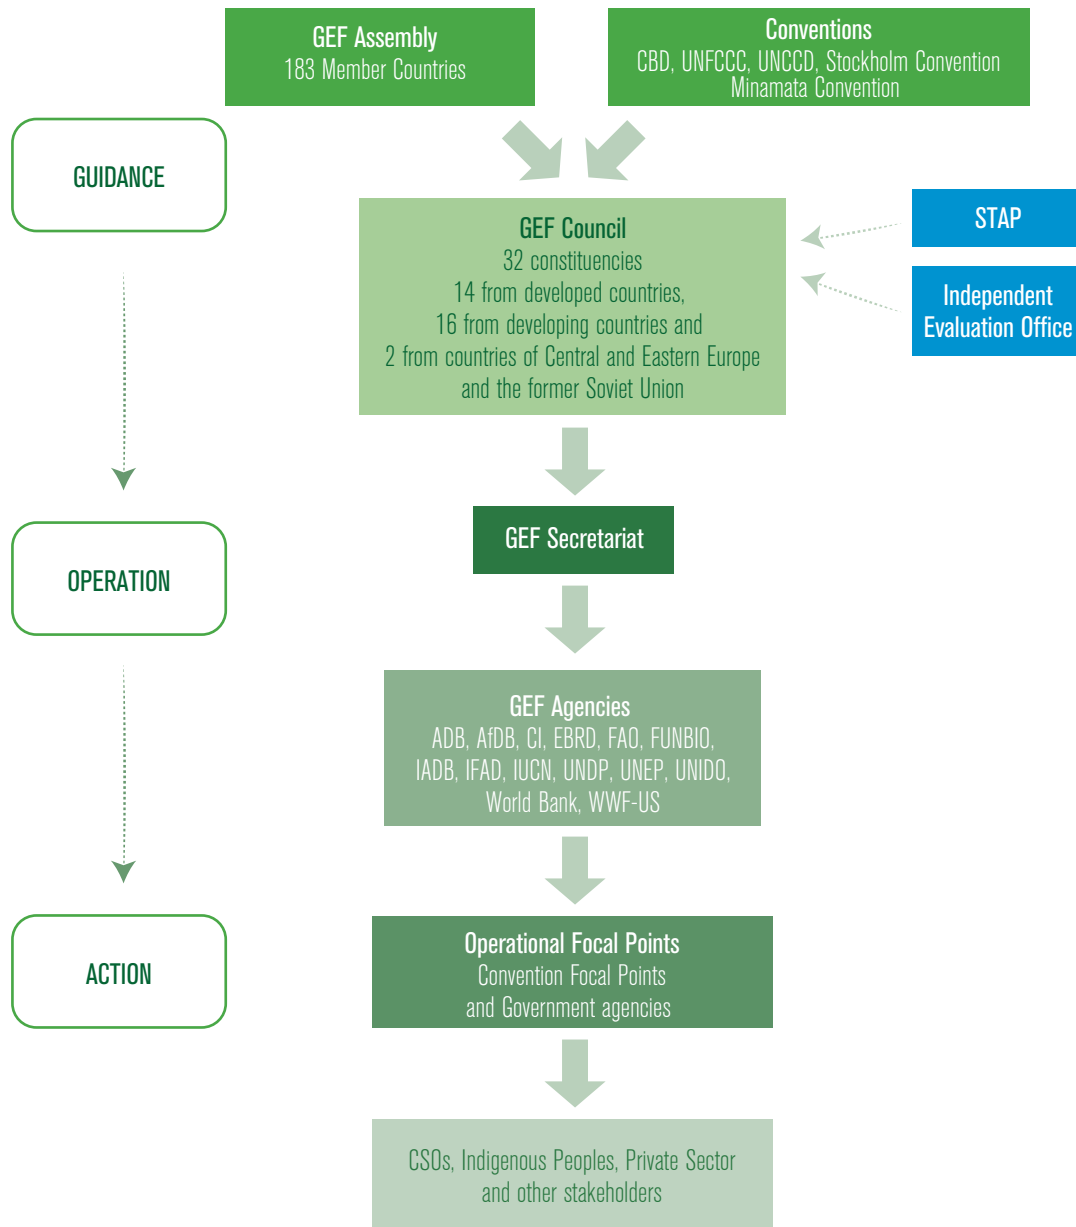 GEF Assembly
183 Member Countries
Conventions
CBD, UNFCCC, UNCCD, Stockholm Convention
Minamata Convention
GUIDANCE
GEF Council
32 constituencies
14 from developed countries,
16 from developing countries and
2 from countries of Central and Eastern Europe
and the former Soviet Union
STAP
Independent
Evaluation Office
OPERATION
GEF Secretariat
GEF Agencies
ADB, AfDB, CI, EBRD, FAO, FUNBIO,
IADB, IFAD, IUCN, UNDP, UNEP, UNIDO,
World Bank, WWF-US
ACTION
Operational Focal Points
Convention Focal Points
and Government agencies
CSOs, Indigenous Peoples, Private Sector
and other stakeholders